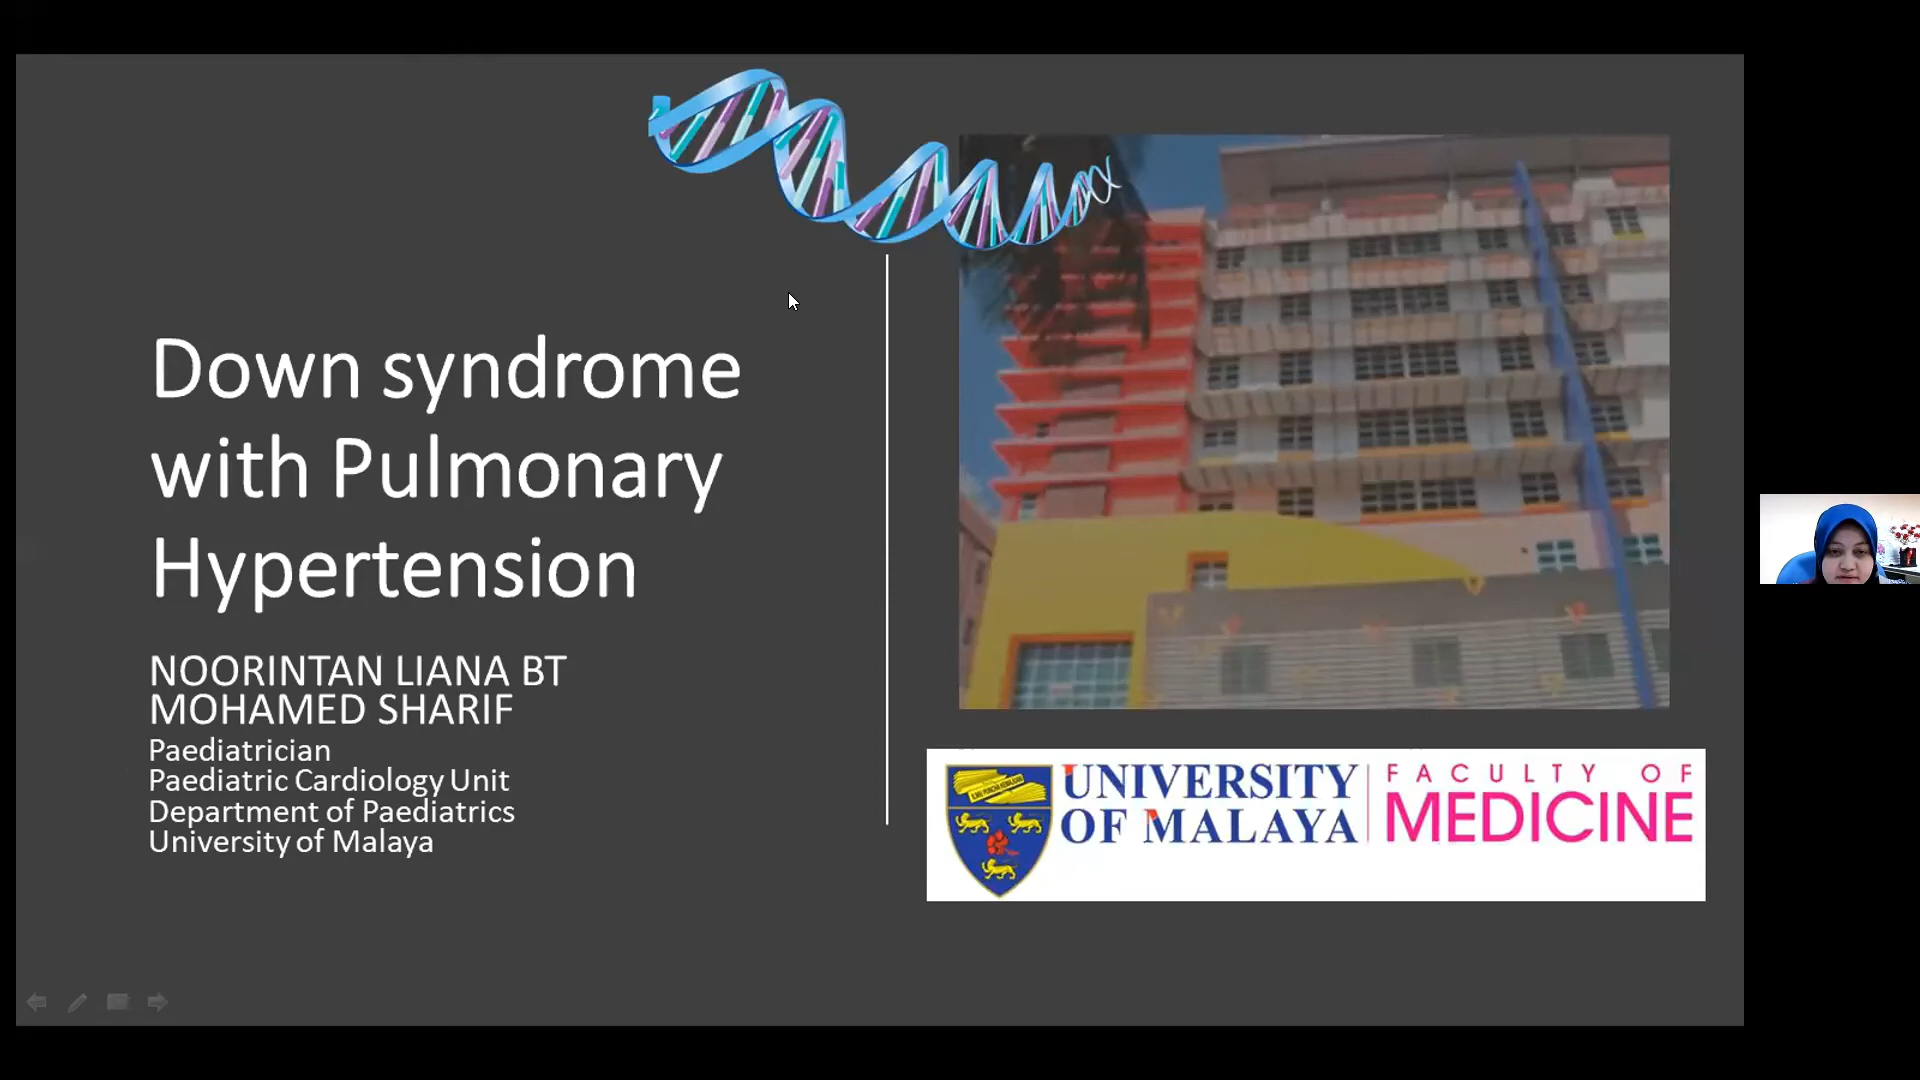 Down syndrome
with Pulmonary
Hypertension
NOORINTAN LIANA BT
MOHAMED SHARIF
Paediatrician
Paediatric Cardiology Unit
Department of Paediatrics
University of Malaya
UNIVERSITY
OF MALAYA
FACULTY OF
MEDICINE